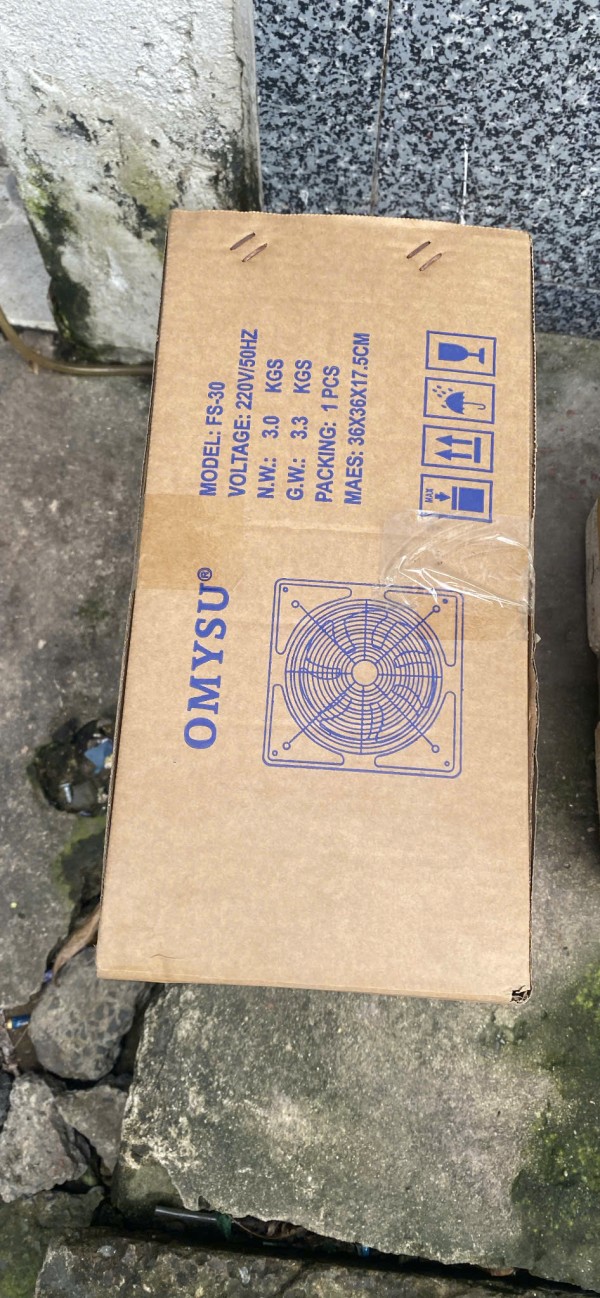 OMYSU®
MODEL: FS-30
VOLTAGE: 220V/50HZ
N.W.: 3.0 KGS
G.W.: 3.3 KGS
PACKING: 1 PCS
MAES: 36X36X17.5CM
MAX